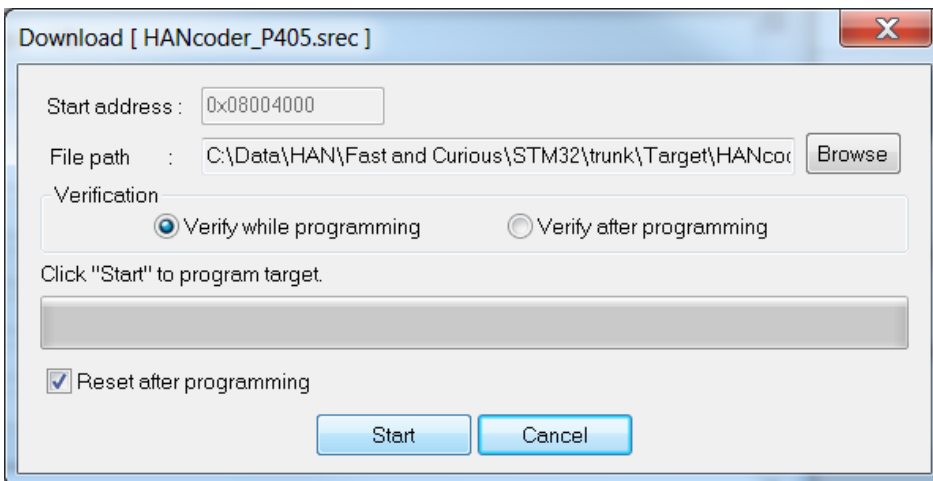 Download [ HANcoder_P405.srec ]
Start address : 0x08004000
File path : C:\Data\HAN\Fast and Curious\STM32\trunk\Target\HANcoo Browse
Verification
Verify while programming Verify after programming
Click "Start" to program target.
Reset after programming
Start Cancel